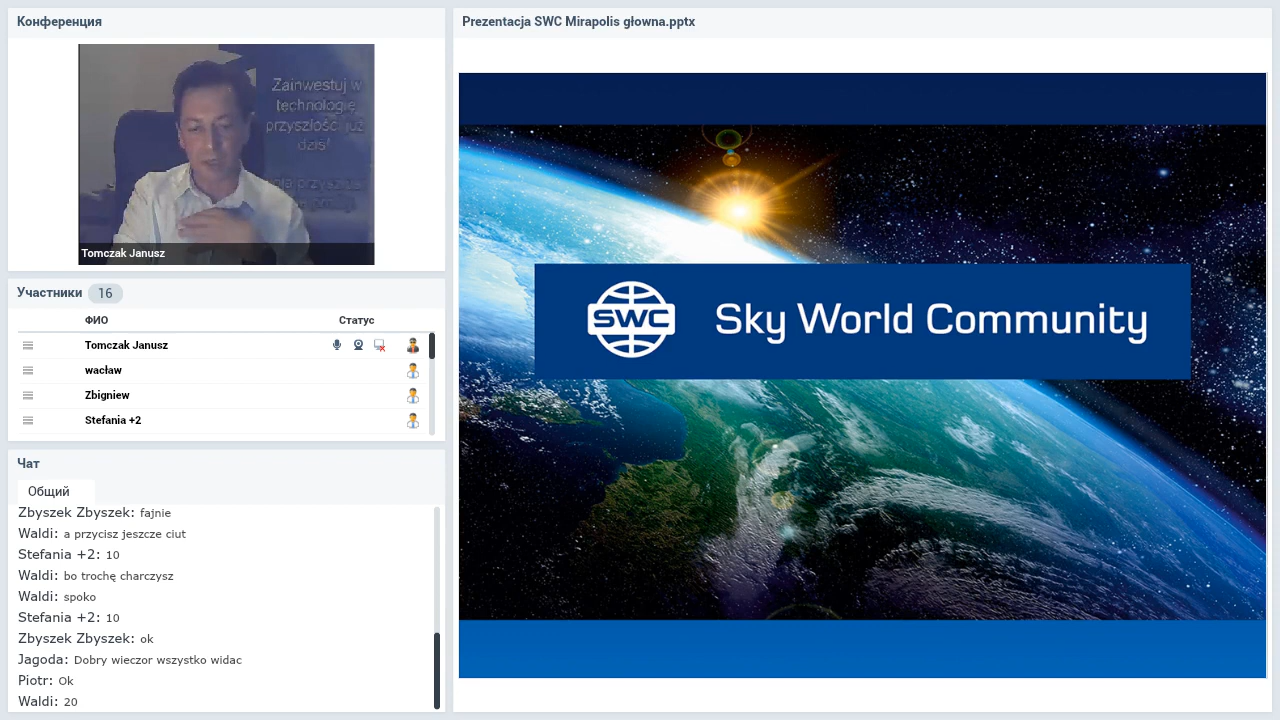 Конференция
Zainwestuj w
technologię
przyszłości już
dziś!
Tomczak Janusz
Участники 16
ФИО Статус
Tomczak Janusz
wacław
Zbigniew
Stefania +2
Чат
Общий
Zbyszek Zbyszek: fajnie
Waldi: a przycisz jeszcze ciut
Stefania +2: 10
Waldi: bo trochę charczysz
Waldi: spoko
Stefania +2: 10
Zbyszek Zbyszek: ok
Jagoda: Dobry wieczor wszystko widac
Piotr: Ok
Waldi: 20
Prezentacja SWC Mirapolis głowna.pptx
SWC Sky World Community